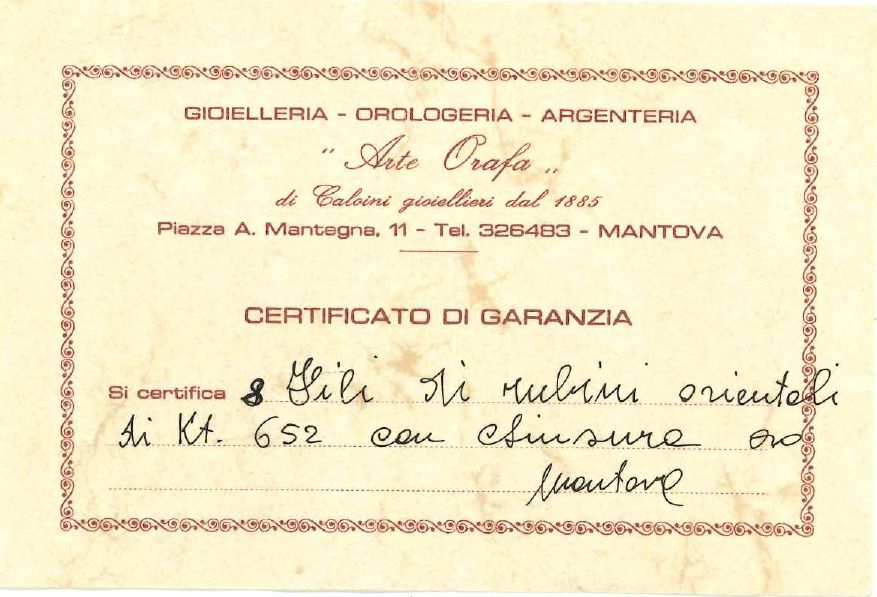 GIOIELLERIA - OROLOGERIA - ARGENTERIA
"Arte Orafa"
di Caloini gioiellieri dal 1885
Piazza A. Mantegna, 11 - Tel. 326483 - MANTOVA
CERTIFICATO DI GARANZIA
Si certifica 8 Fili di rubini orientali
di Kt. 652 con chiusura oro
Mantova